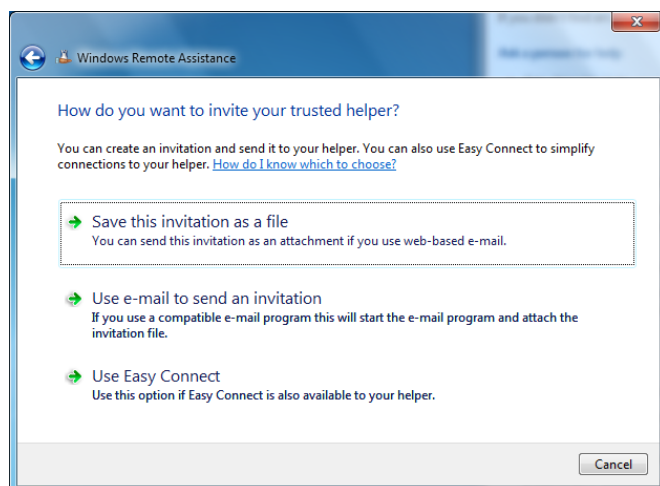 Windows Remote Assistance
How do you want to invite your trusted helper?
You can create an invitation and send it to your helper. You can also use Easy Connect to simplify
connections to your helper. How do I know which to choose?
Save this invitation as a file
You can send this invitation as an attachment if you use web-based e-mail.
Use e-mail to send an invitation
If you use a compatible e-mail program this will start the e-mail program and attach the
invitation file.
Use Easy Connect
Use this option if Easy Connect is also available to your helper.
Cancel